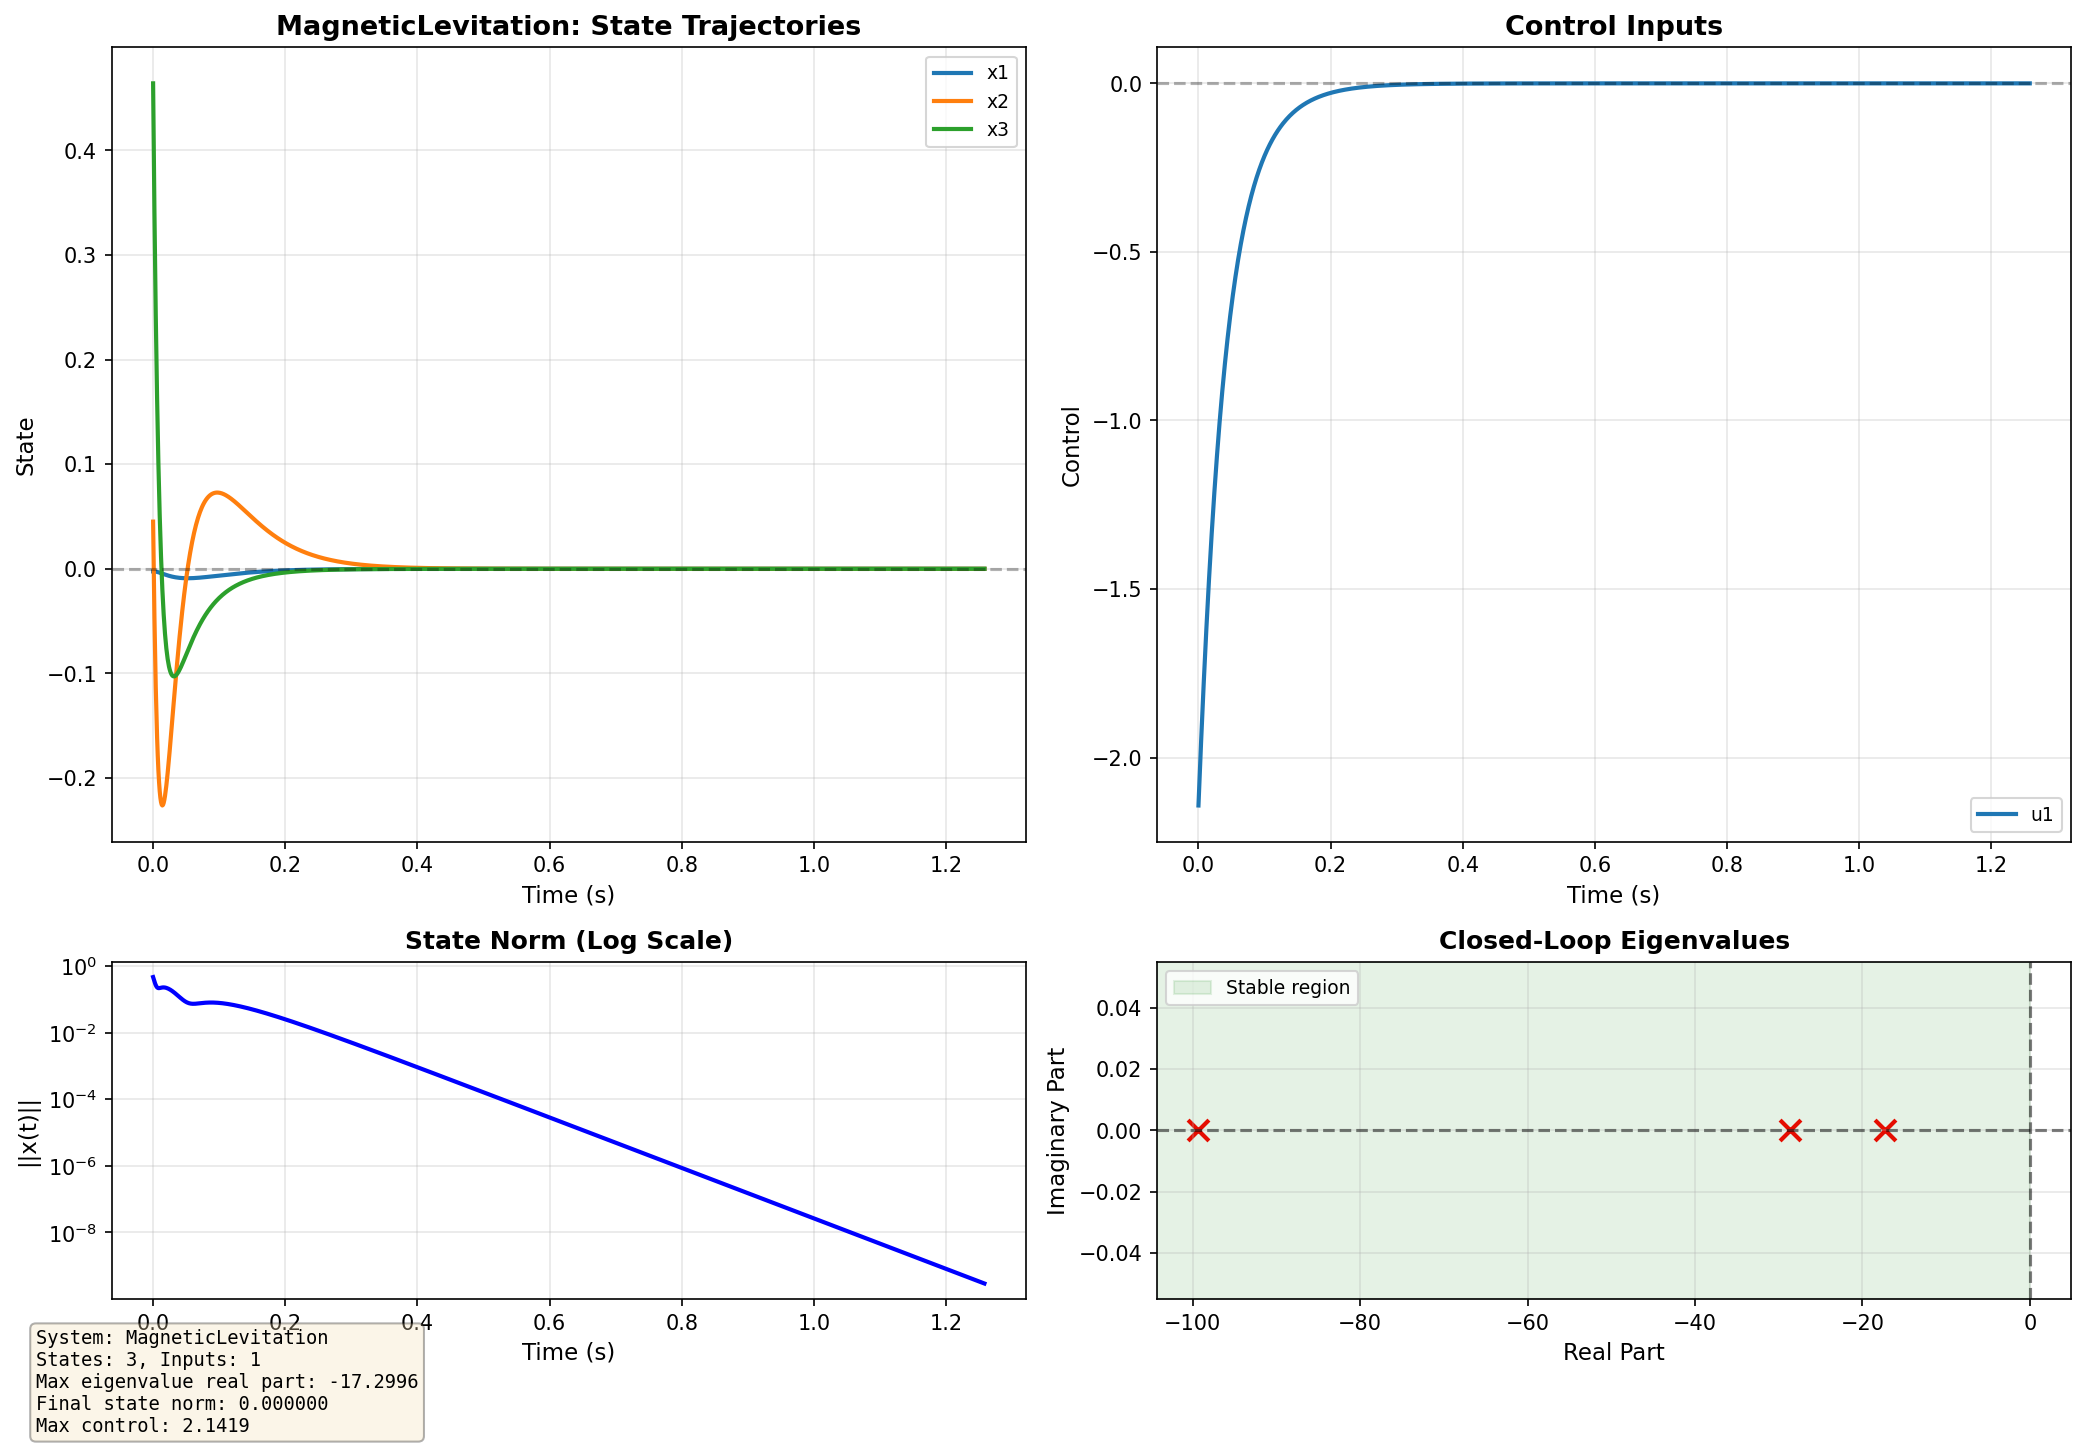 MagneticLevitation: State Trajectories
x1
x2
x3
0.4
0.3
0.2
0.1
0.0
−0.1
−0.2
State
0.0
0.2
0.4
0.6
0.8
1.0
1.2
Time (s)
Control Inputs
0.0
−0.5
−1.0
−1.5
−2.0
Control
u1
0.0
0.2
0.4
0.6
0.8
1.0
1.2
Time (s)
State Norm (Log Scale)
10⁰
10⁻²
10⁻⁴
10⁻⁶
10⁻⁸
||x(t)||
0.0
0.2
0.4
0.6
0.8
1.0
1.2
Time (s)
Closed-Loop Eigenvalues
Stable region
0.04
0.02
0.00
−0.02
−0.04
Imaginary Part
−100
−80
−60
−40
−20
0
Real Part
System: MagneticLevitation
States: 3, Inputs: 1
Max eigenvalue real part: -17.2996
Final state norm: 0.000000
Max control: 2.1419